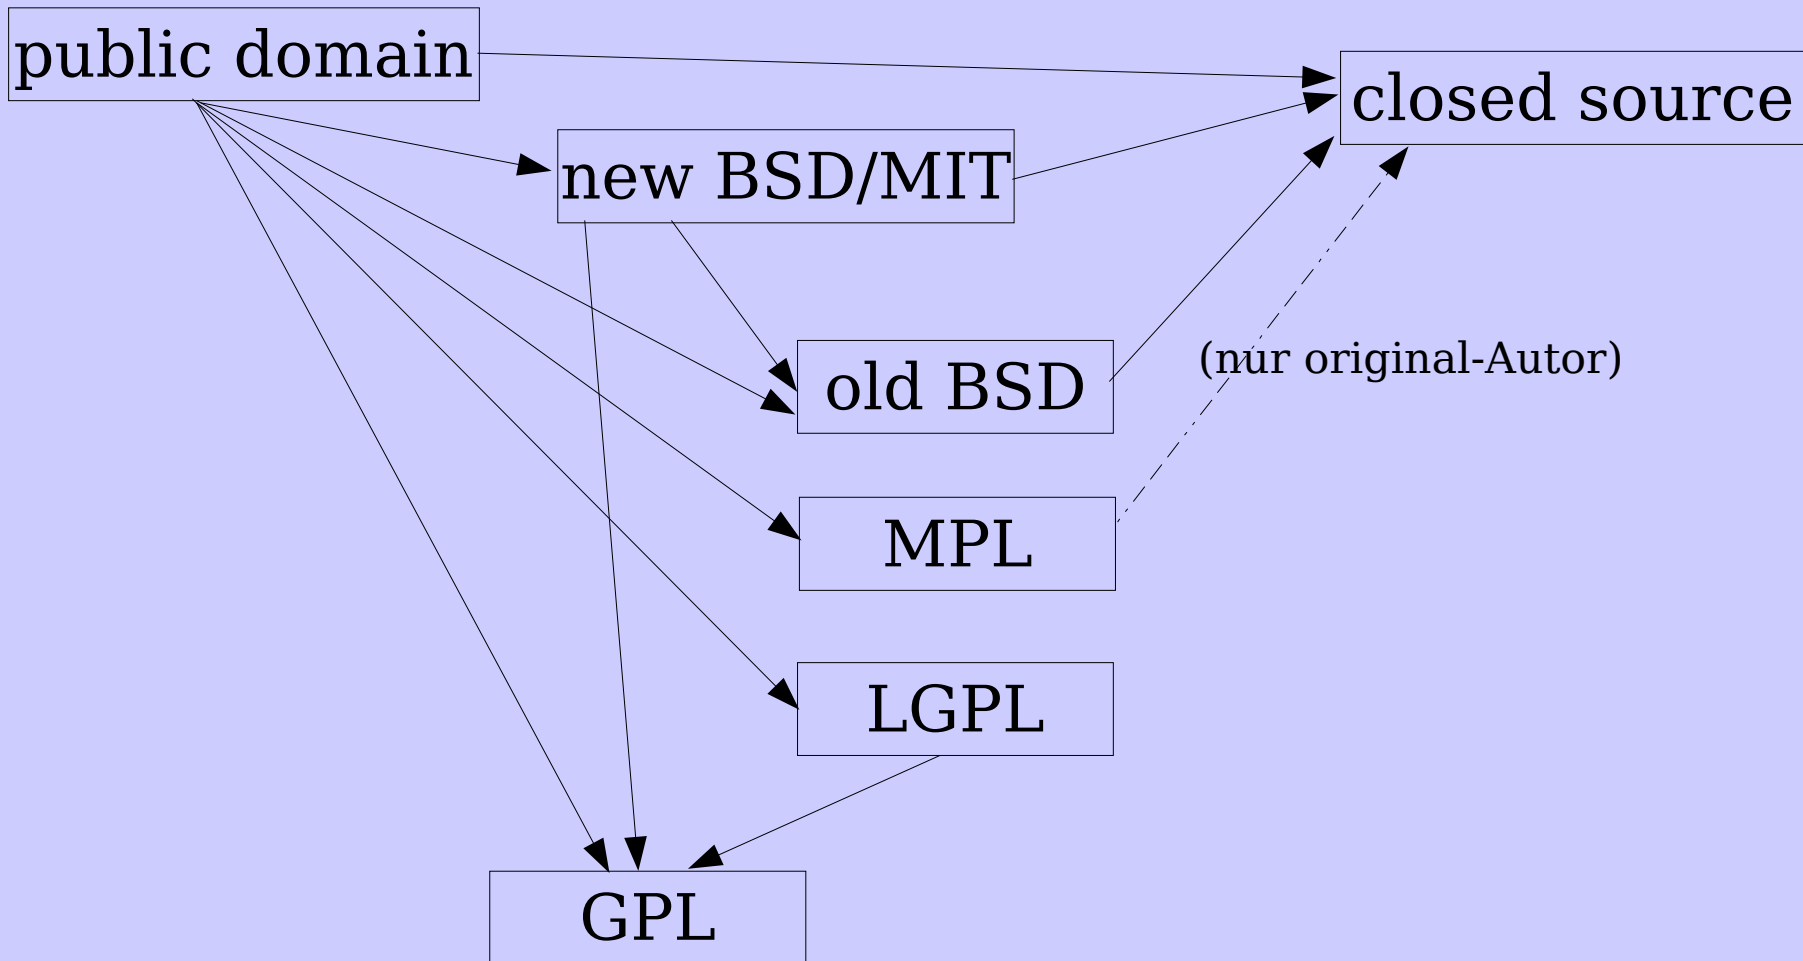 public domain
closed source
new BSD/MIT
(nur original-Autor)
old BSD
MPL
LGPL
GPL